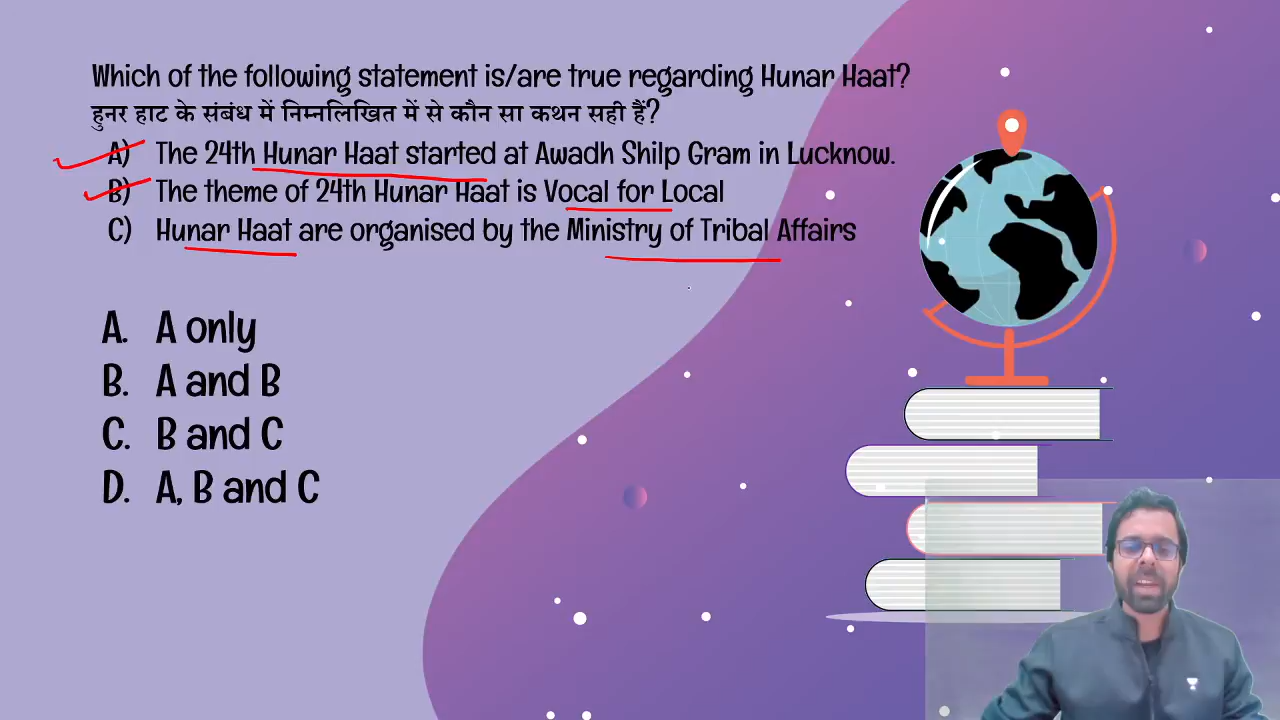 Which of the following statement is/are true regarding Hunar Haat?
हुनर हाट के संबंध में निम्नलिखित में से कौन सा कथन सही हैं?
A) The 24th Hunar Haat started at Awadh Shilp Gram in Lucknow.
B) The theme of 24th Hunar Haat is Vocal for Local
C) Hunar Haat are organised by the Ministry of Tribal Affairs
A. A only
B. A and B
C. B and C
D. A, B and C